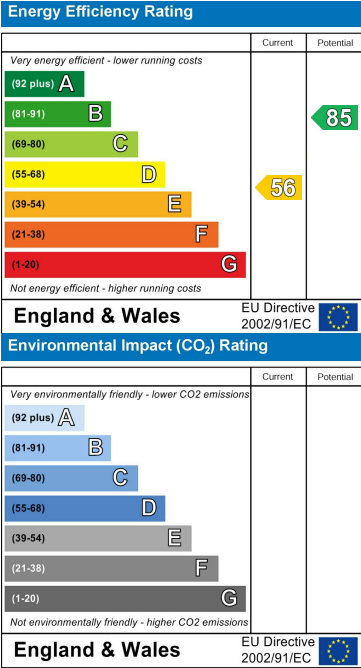 Energy Efficiency Rating
Current Potential
Very energy efficient - lower running costs
(92 plus) A
(81-91) B
85
(69-80) C
(55-68) D
56
(39-54) E
(21-38) F
(1-20) G
Not energy efficient - higher running costs
England & Wales
EU Directive
2002/91/EC
Environmental Impact (CO₂) Rating
Current Potential
Very environmentally friendly - lower CO2 emissions
(92 plus) A
(81-91) B
(69-80) C
(55-68) D
(39-54) E
(21-38) F
(1-20) G
Not environmentally friendly - higher CO2 emissions
England & Wales
EU Directive
2002/91/EC